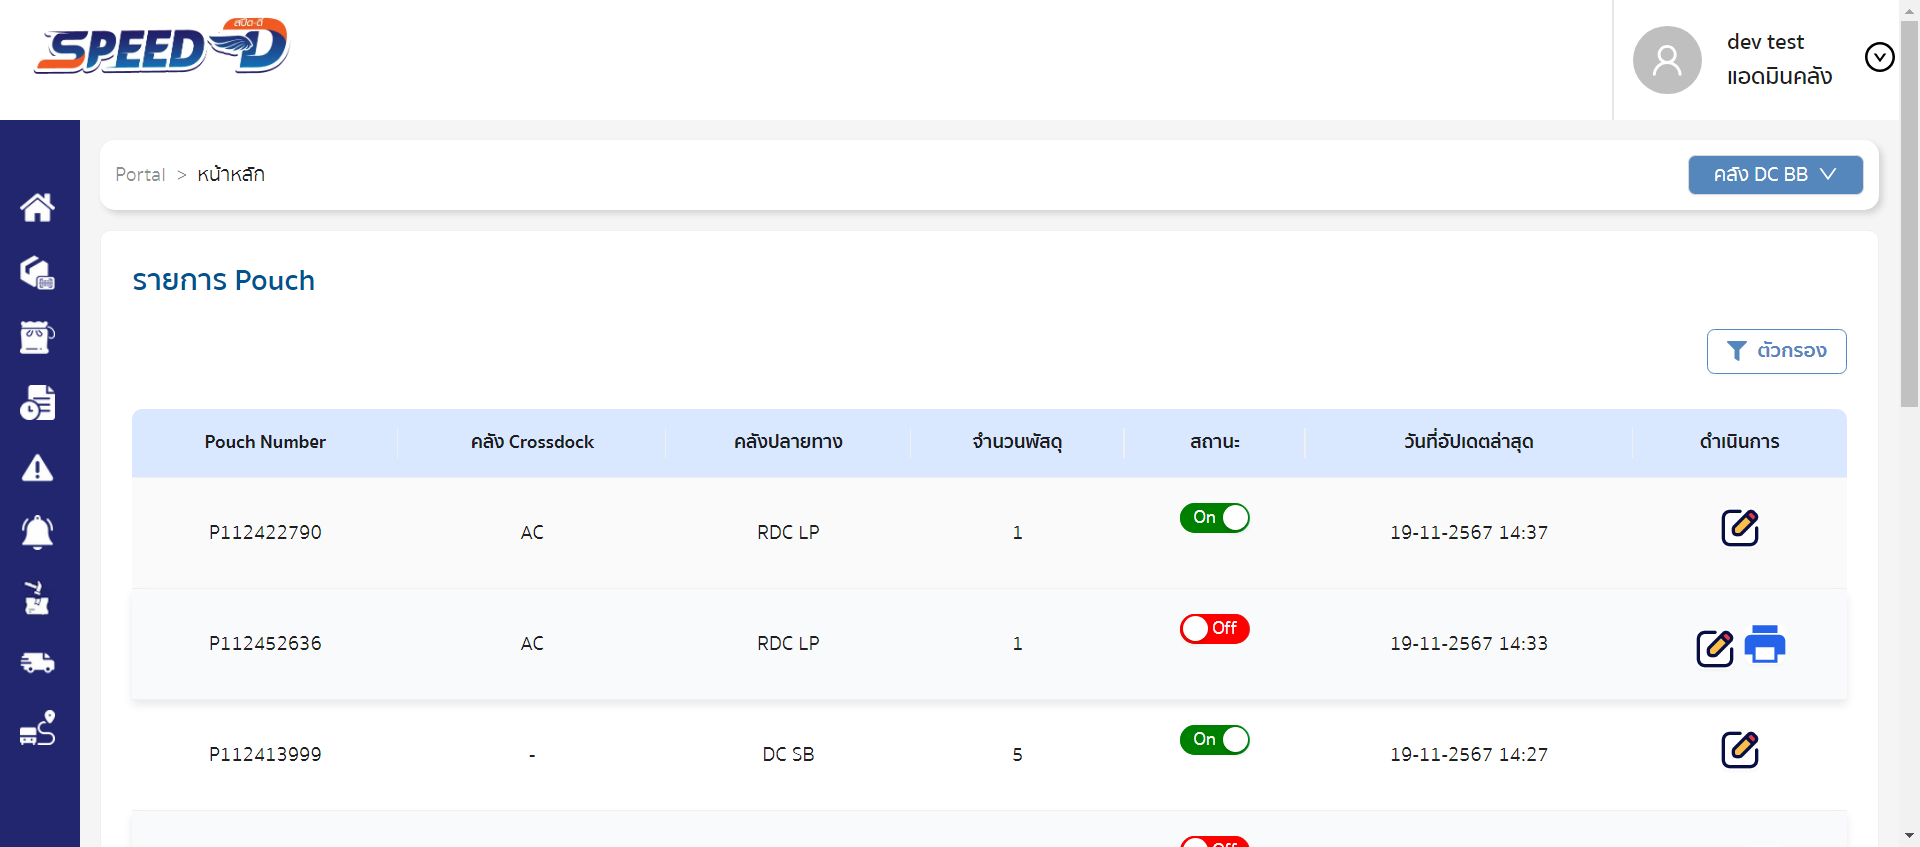 สปีด-ดี
SPEED-D
dev test
แอดมินคลัง
Portal > หน้าหลัก
คลัง DC BB
รายการ Pouch
ตัวกรอง
Pouch Number คลัง Crossdock คลังปลายทาง จำนวนพัสดุ สถานะ วันที่อัปเดตล่าสุด ดำเนินการ
P112422790 AC RDC LP 1 On 19-11-2567 14:37
P112452636 AC RDC LP 1 Off 19-11-2567 14:33
P112413999 - DC SB 5 On 19-11-2567 14:27
Off